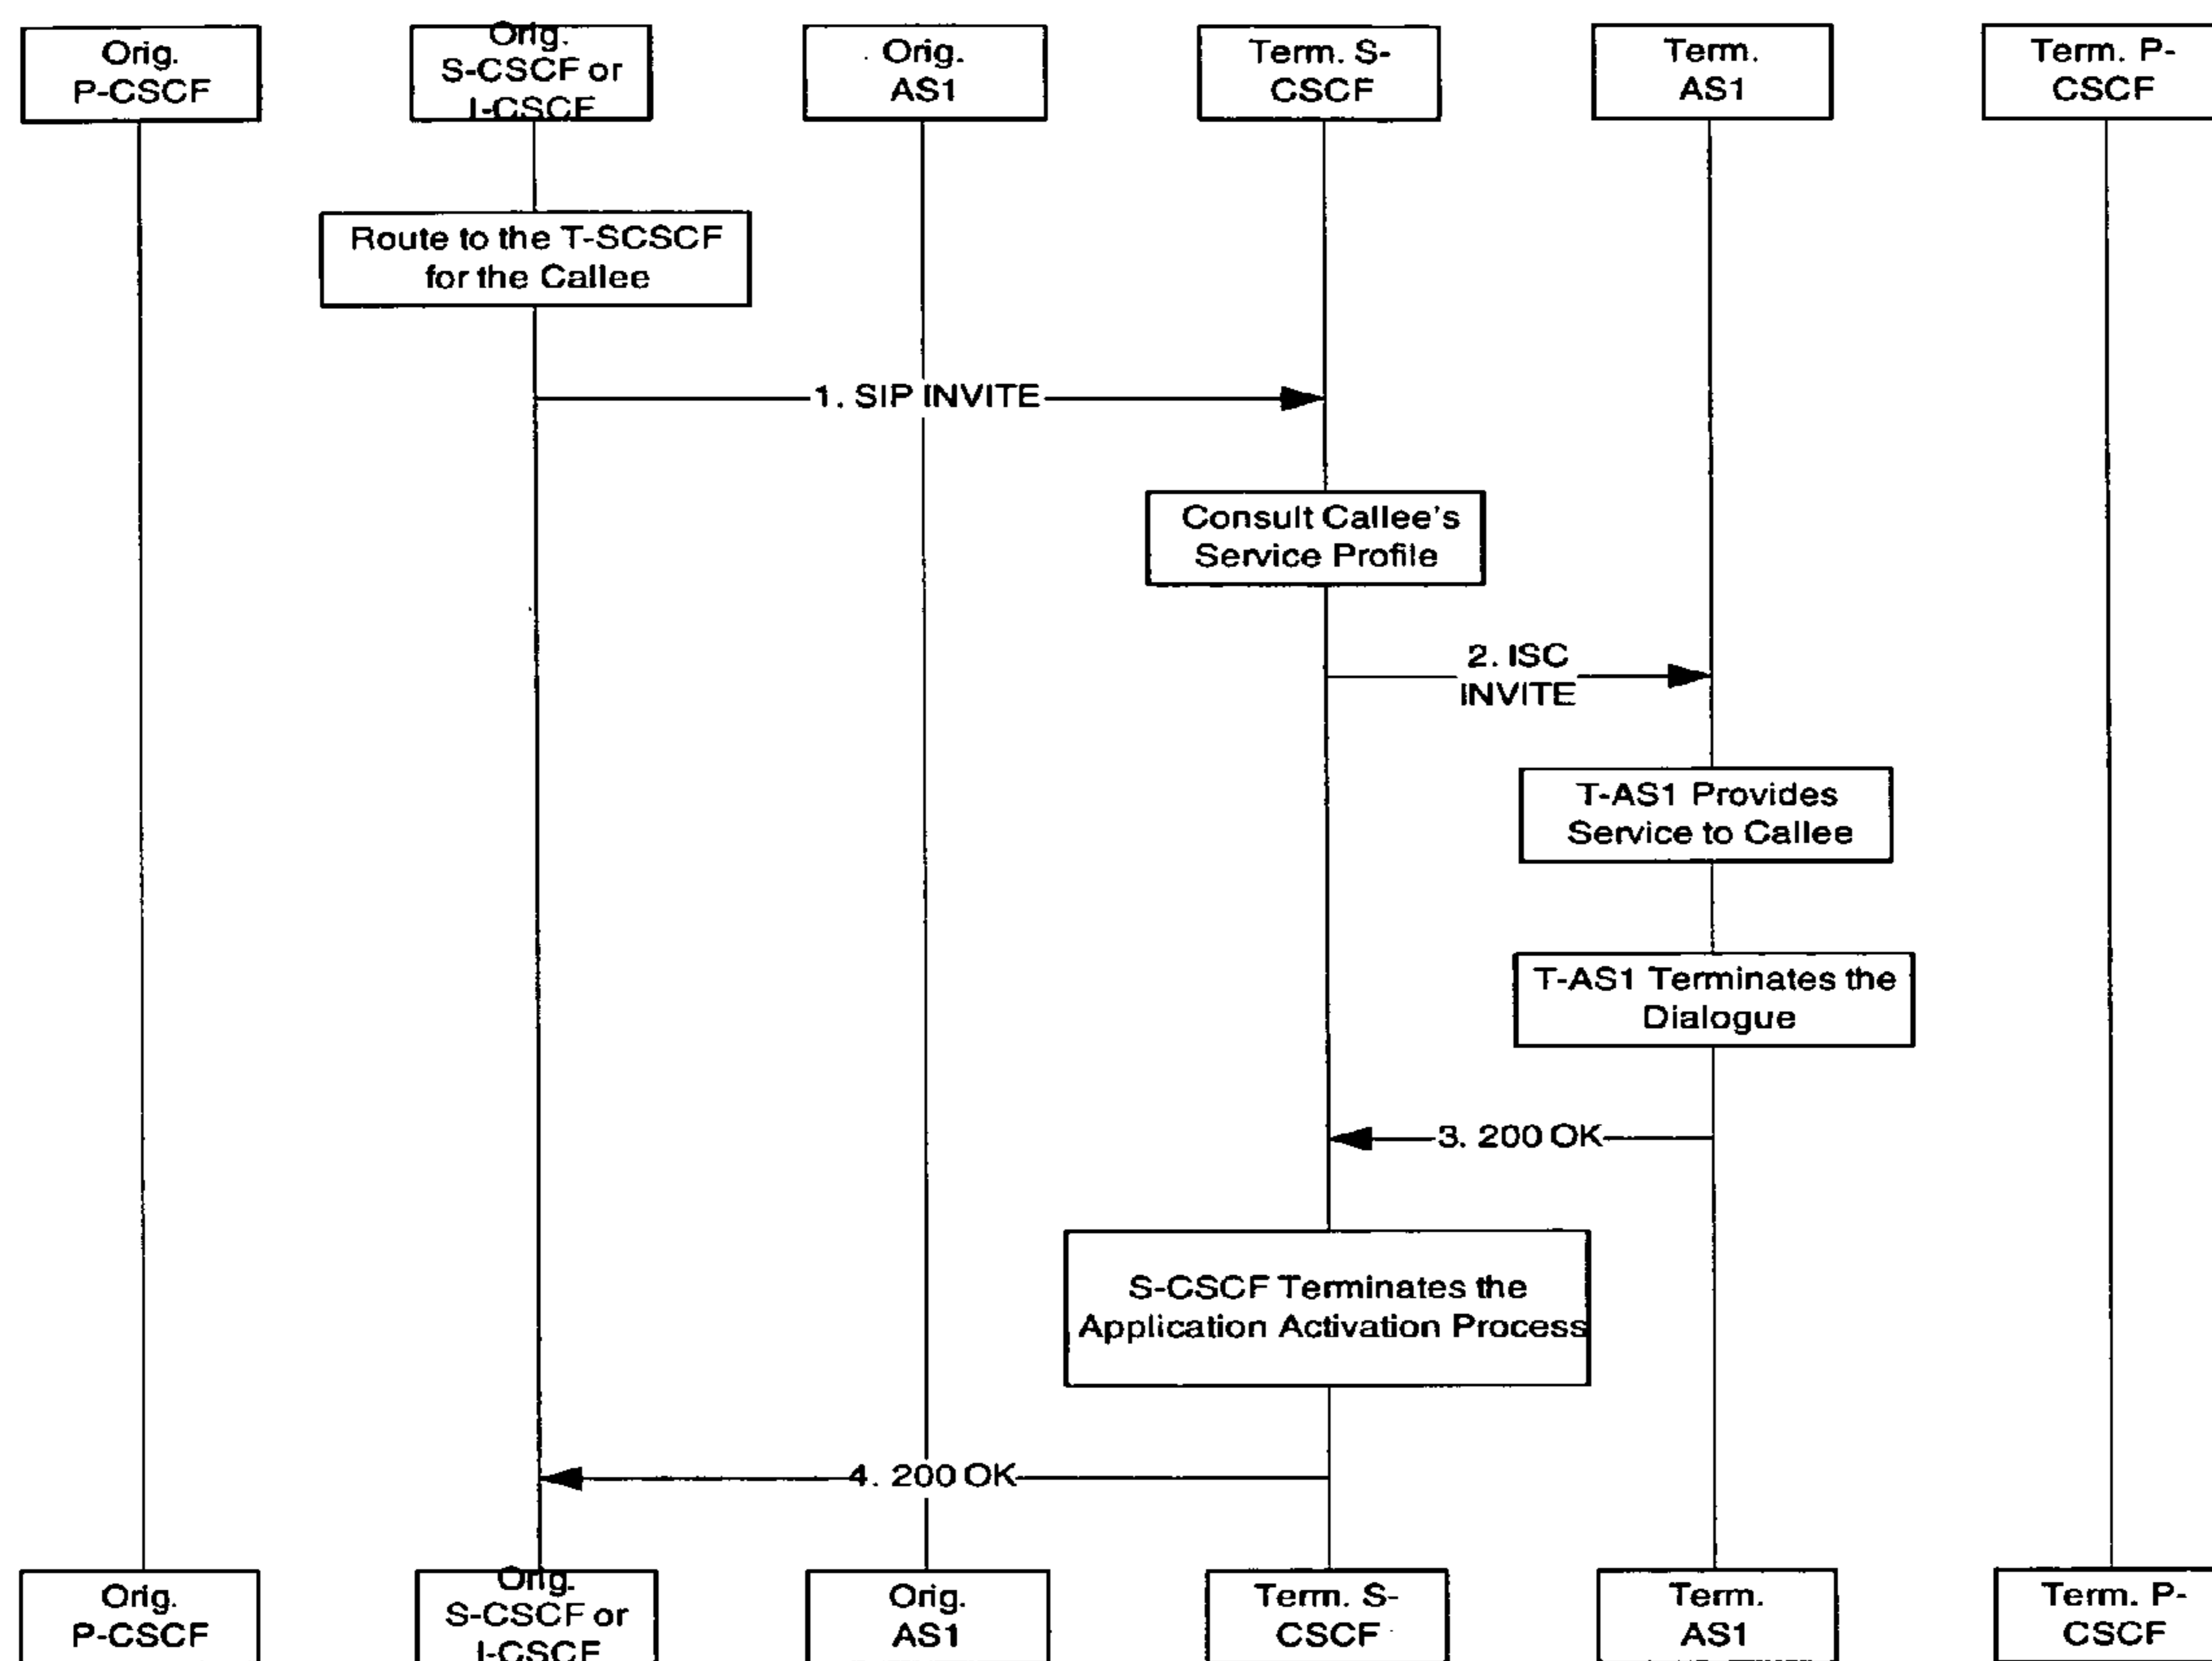 Orig.
P-CSCF
Orig.
S-CSCF or
I-CSCF
Orig.
AS1
Term. S-
CSCF
Term.
AS1
Term. P-
CSCF
Route to the T-SCSCF
for the Callee
1. SIP INVITE
Consult Callee's
Service Profile
2. ISC
INVITE
T-AS1 Provides
Service to Callee
T-AS1 Terminates the
Dialogue
3. 200 OK
S-CSCF Terminates the
Application Activation Process
4. 200 OK
Orig.
P-CSCF
Orig.
S-CSCF or
I-CSCF
Orig.
AS1
Term. S-
CSCF
Term.
AS1
Term. P-
CSCF